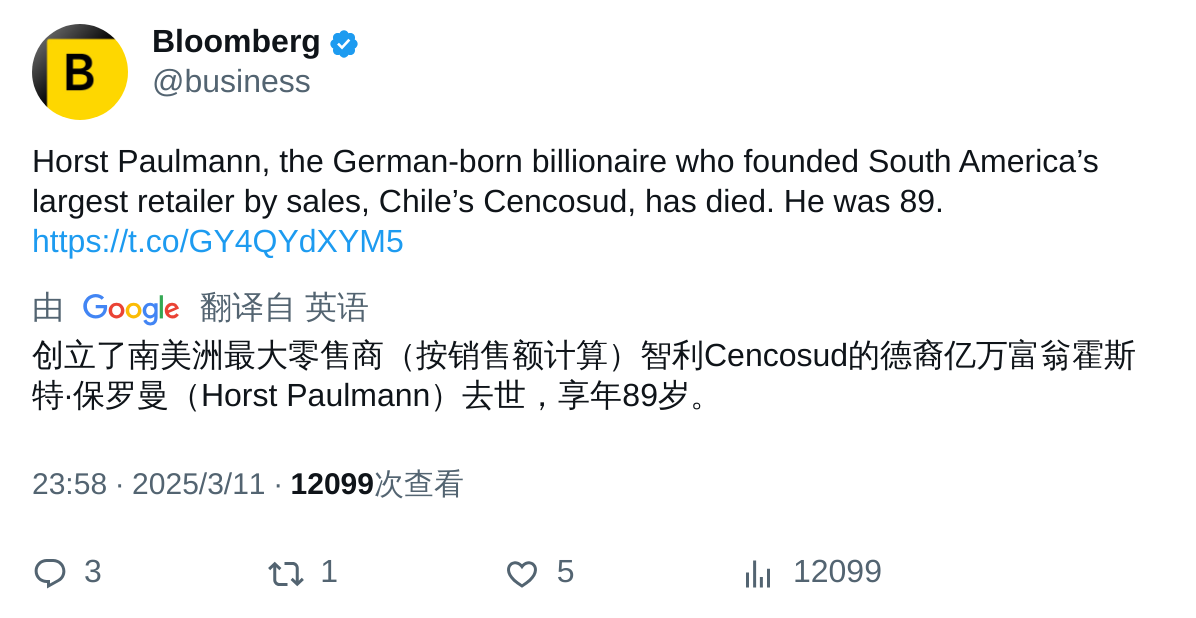 B
Bloomberg
@business
Horst Paulmann, the German-born billionaire who founded South America’s
largest retailer by sales, Chile’s Cencosud, has died. He was 89.
https://t.co/GY4QYdXYM5
由 Google 翻译自 英语
创立了南美洲最大零售商（按销售额计算）智利Cencosud的德裔亿万富翁霍斯
特·保罗曼（Horst Paulmann）去世，享年89岁。
23:58 · 2025/3/11 · 12099次查看
3 1 5 12099